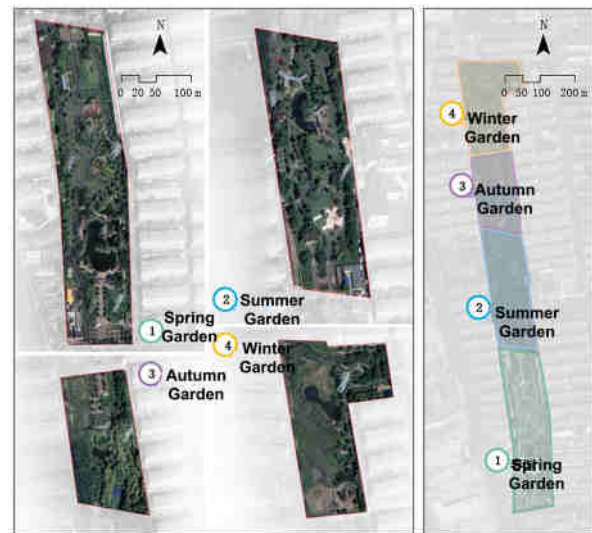 N
0 20 50 100 m
1 Spring
Garden
2 Summer
Garden
3 Autumn
Garden
4 Winter
Garden
N
0 50 100 200 m
4 Winter
Garden
3 Autumn
Garden
2 Summer
Garden
1 Spring
Garden